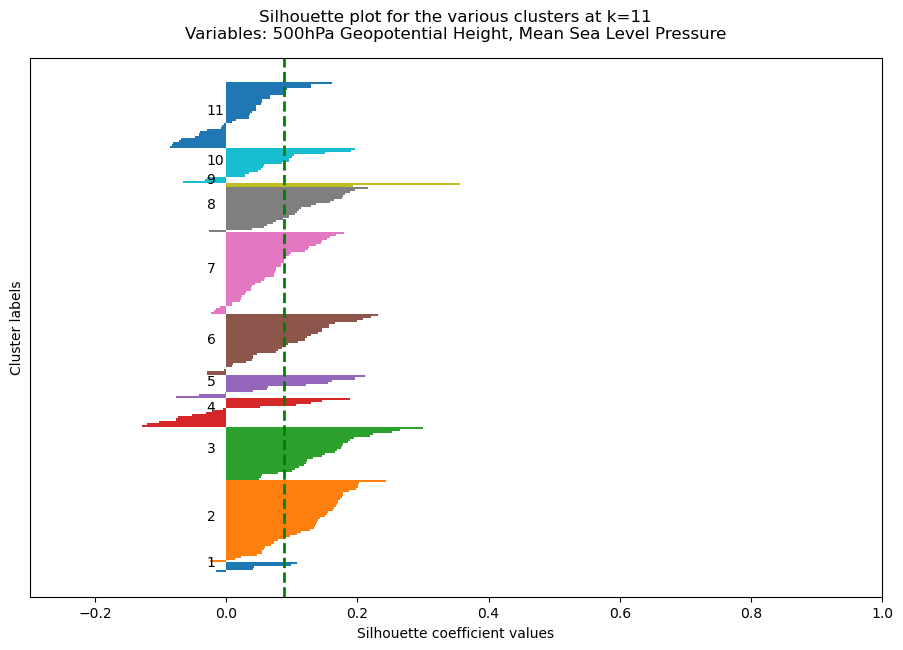 Silhouette plot for the various clusters at k=11
Variables: 500hPa Geopotential Height, Mean Sea Level Pressure
Cluster labels
11
10
9
8
7
6
5
4
3
2
1
−0.2 0.0 0.2 0.4 0.6 0.8 1.0
Silhouette coefficient values